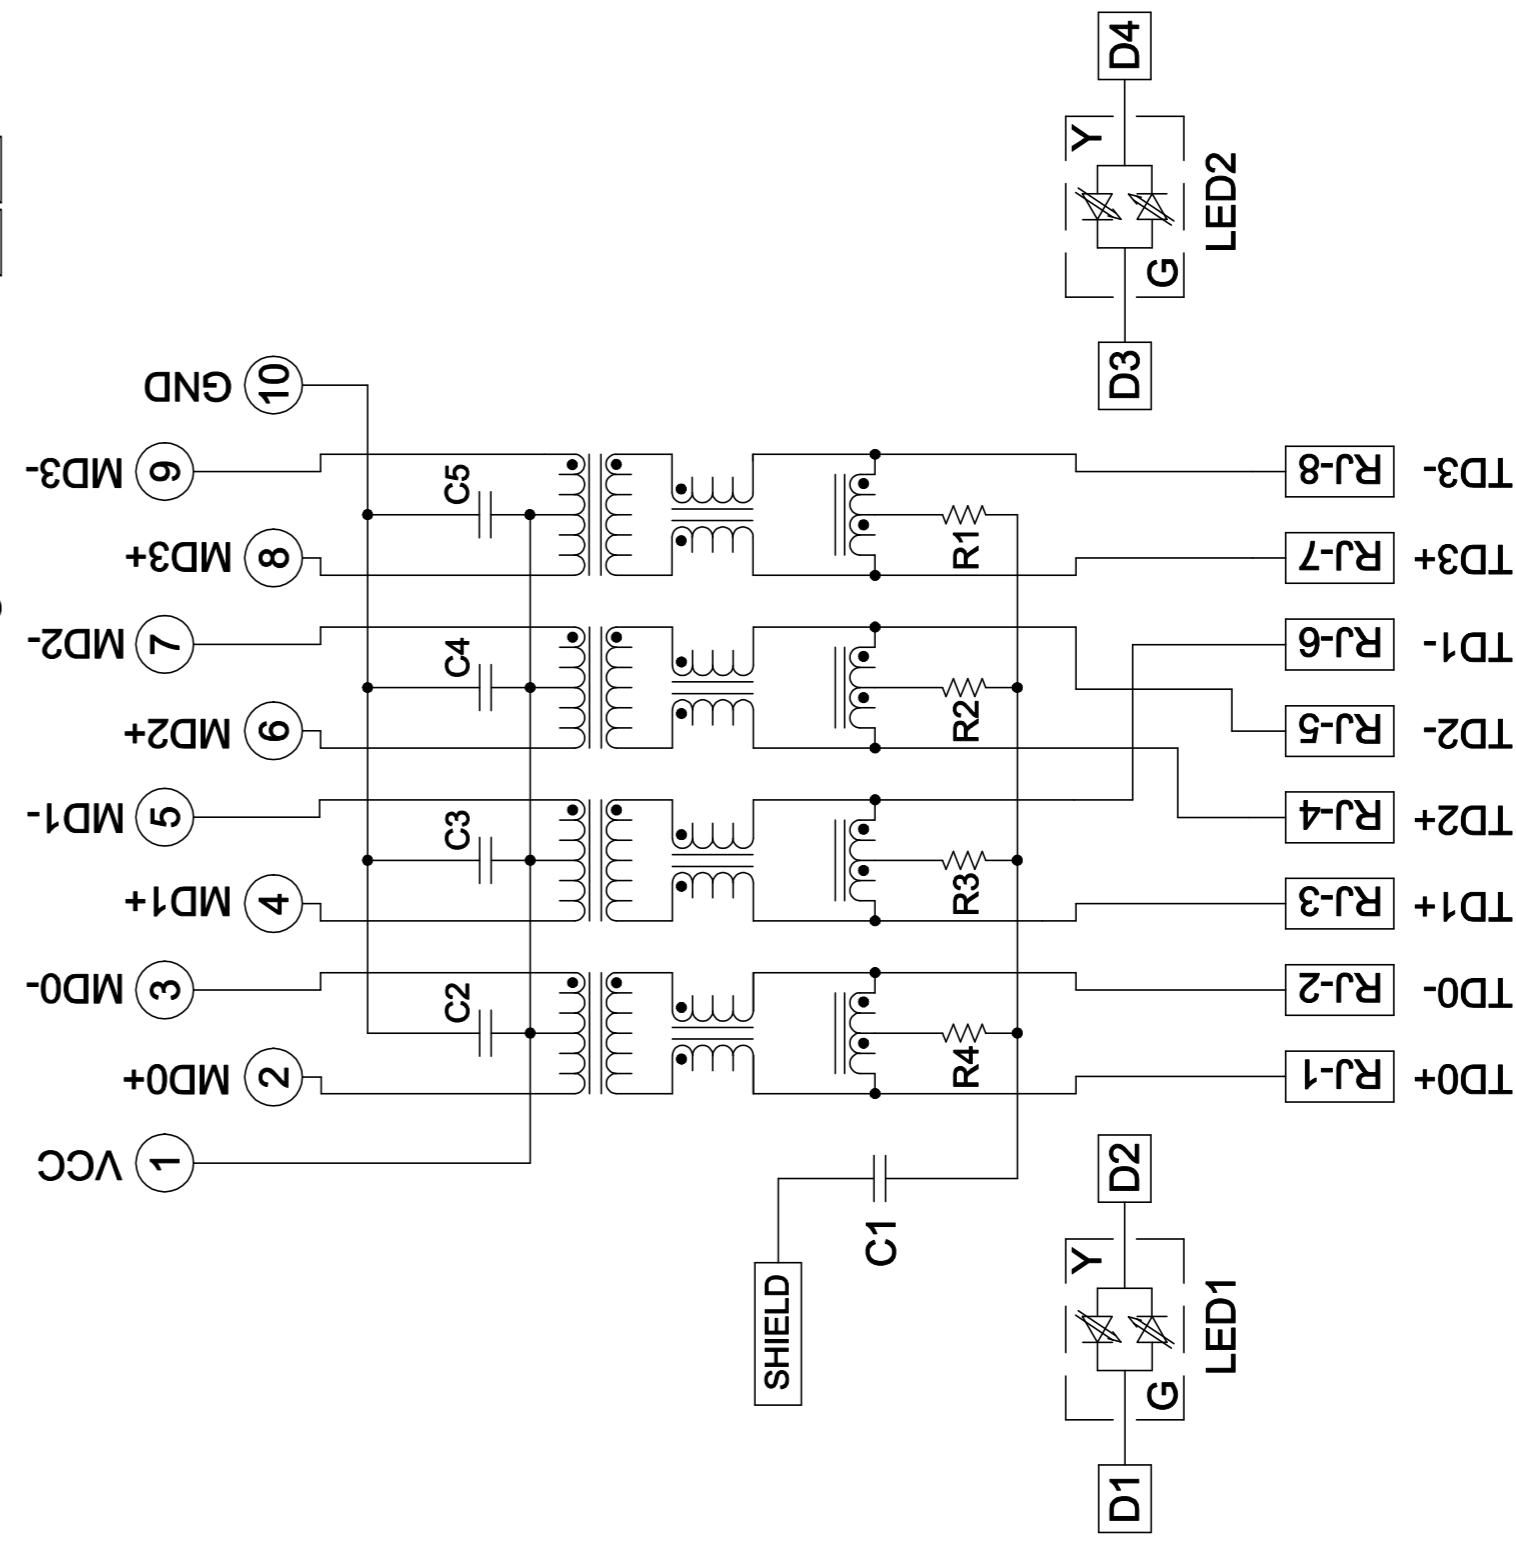 D4
Y
LED2
G
D3
GND
10
MD3-
9
C5
RJ-8
TD3-
MD3+
8
R1
RJ-7
TD3+
MD2-
7
C4
RJ-6
TD1-
MD2+
6
R2
RJ-5
TD2-
MD1-
5
C3
RJ-4
TD2+
MD1+
4
R3
RJ-3
TD1+
MD0-
3
C2
RJ-2
TD0-
MD0+
2
R4
RJ-1
TD0+
VCC
1
D2
C1
SHIELD
Y
LED1
G
D1